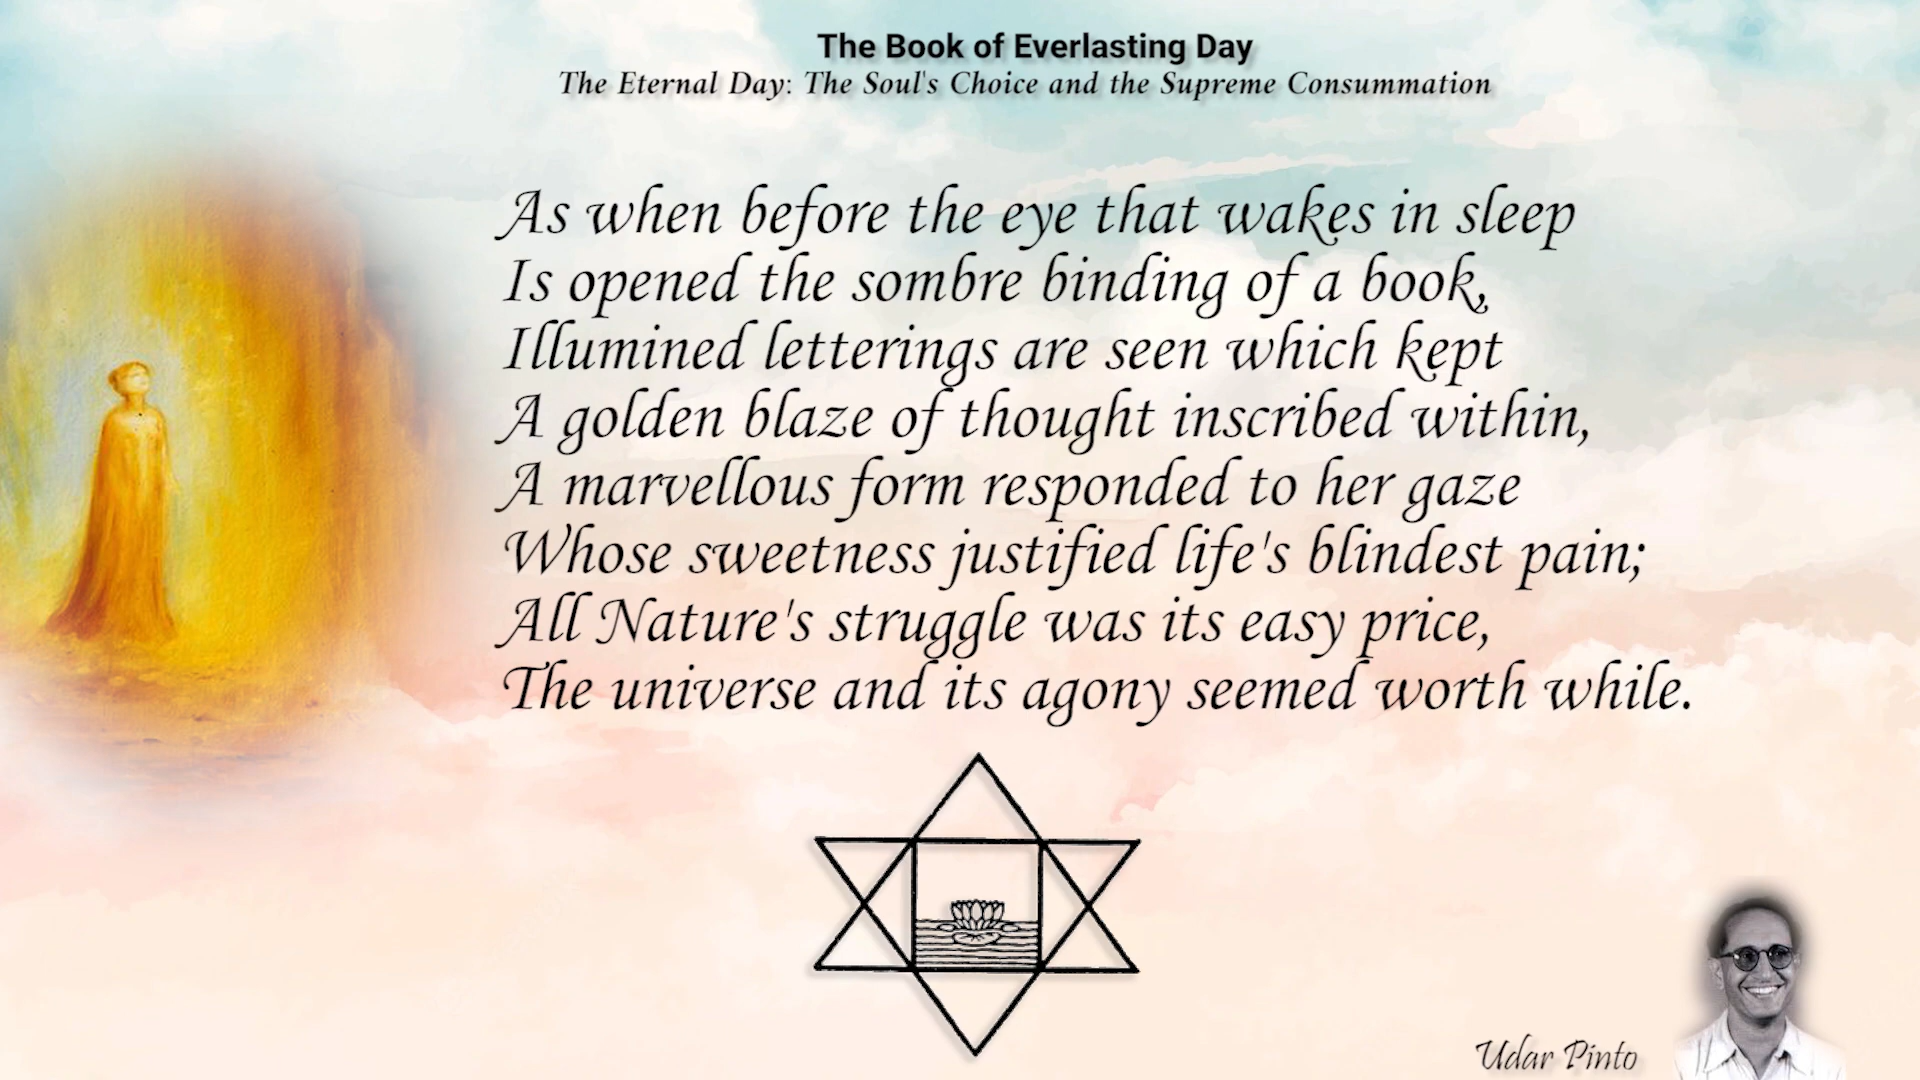 The Book of Everlasting Day
The Eternal Day: The Soul's Choice and the Supreme Consummation
As when before the eye that wakes in sleep
Is opened the sombre binding of a book,
Illumined letterings are seen which kept
A golden blaze of thought inscribed within,
A marvellous form responded to her gaze
Whose sweetness justified life's blindest pain;
All Nature's struggle was its easy price,
The universe and its agony seemed worth while.
Udar Pinto